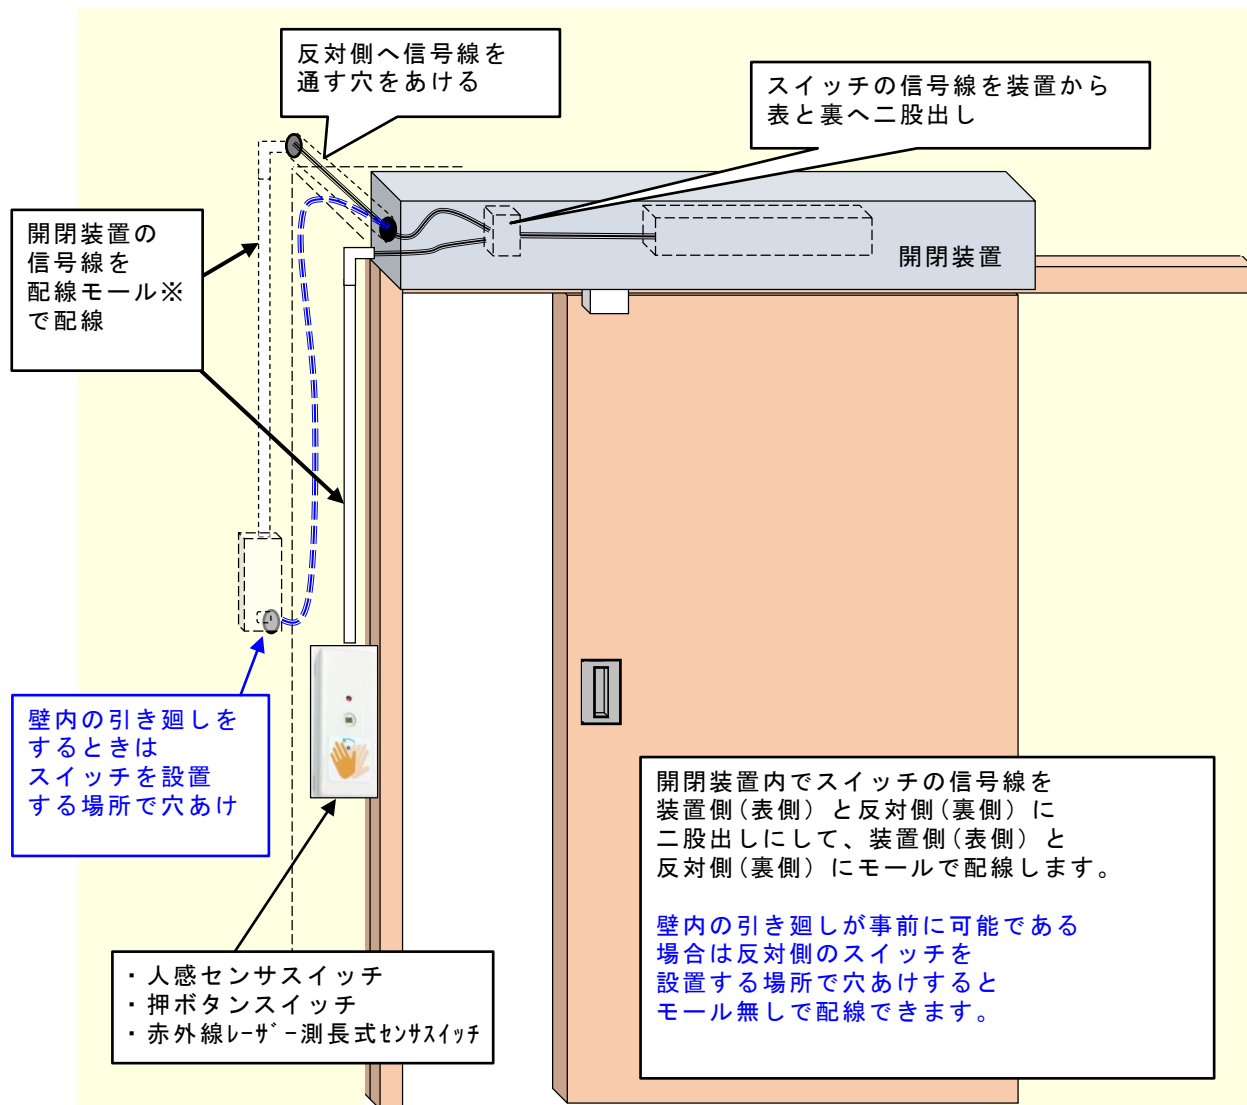 反対側へ信号線を
通す穴をあける
スイッチの信号線を装置から
表と裏へ二股出し
開閉装置の
信号線を
配線モール※
で配線
開閉装置
壁内の引き廻しを
するときは
スイッチを設置
する場所で穴あけ
開閉装置内でスイッチの信号線を
装置側(表側)と反対側(裏側)に
二股出しにして、装置側(表側)と
反対側(裏側)にモールで配線します。
壁内の引き廻しが事前に可能である
場合は反対側のスイッチを
設置する場所で穴あけすると
モール無しで配線できます。
・人感センサスイッチ
・押ボタンスイッチ
・赤外線ﾚｰｻﾞｰ測長式ｾﾝｻｽｲｯﾁ